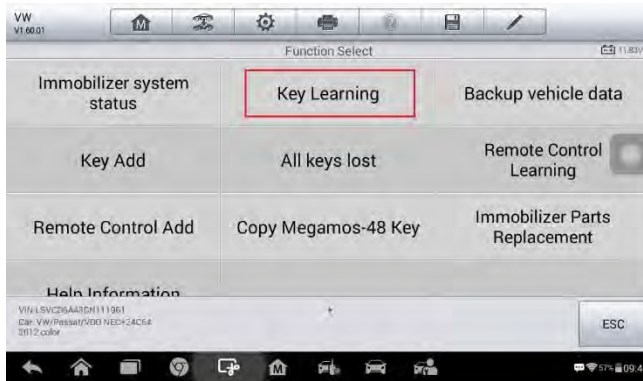 VW
V1.60.01
Function Select
11.83V
Immobilizer system
status
Key Learning
Backup vehicle data
Key Add
All keys lost
Remote Control
Learning
Remote Control Add
Copy Megamos-48 Key
Immobilizer Parts
Replacement
Help Information
Car: VW/Passat/VDO NEC+24C64
2012 color
ESC
57%